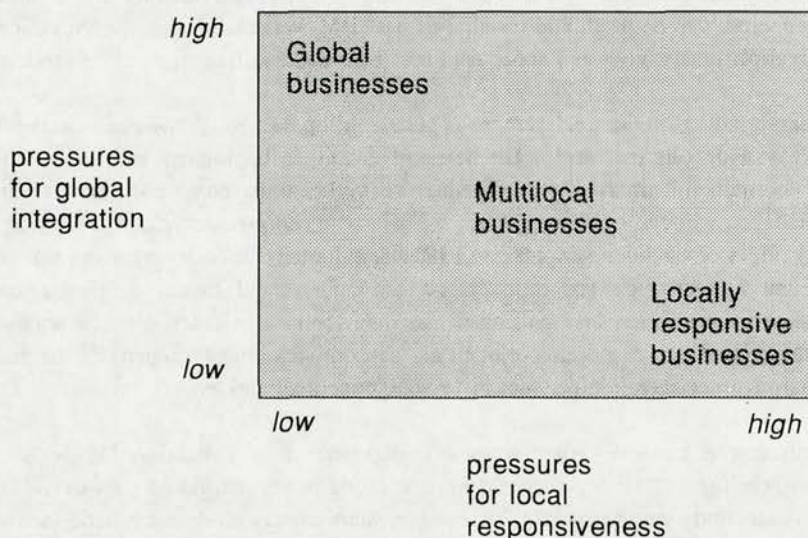 high
Global
businesses
pressures
for global
integration
Multilocal
businesses
Locally
responsive
businesses
low
low
high
pressures
for local
responsiveness